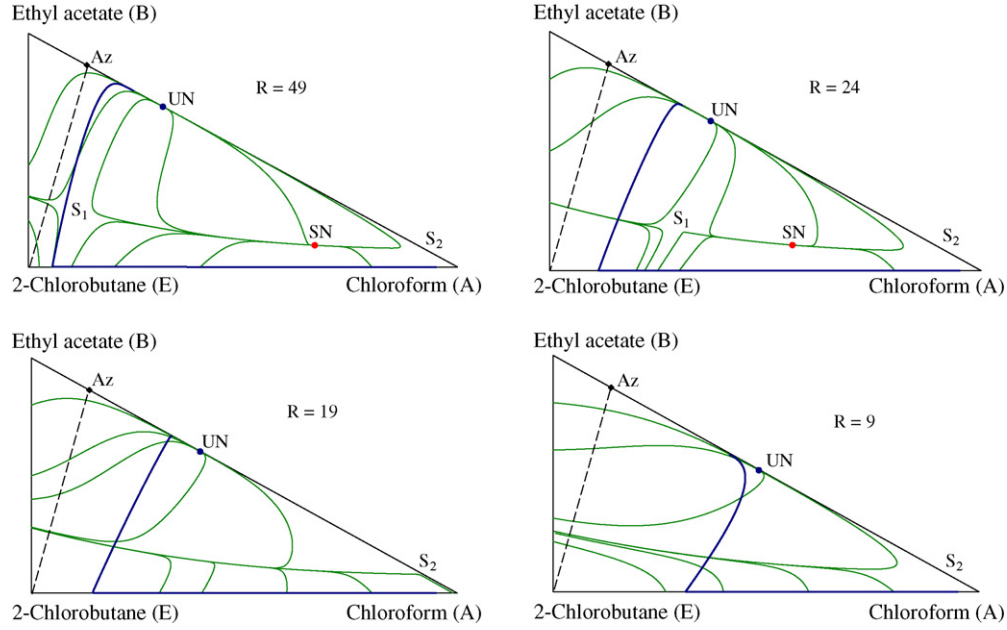 Ethyl acetate (B)
Az
R = 49
UN
S1
SN
S2
2-Chlorobutane (E)
Chloroform (A)
Ethyl acetate (B)
Az
R = 24
UN
S1
SN
S2
2-Chlorobutane (E)
Chloroform (A)
Ethyl acetate (B)
Az
R = 19
UN
S2
2-Chlorobutane (E)
Chloroform (A)
Ethyl acetate (B)
Az
R = 9
UN
S2
2-Chlorobutane (E)
Chloroform (A)